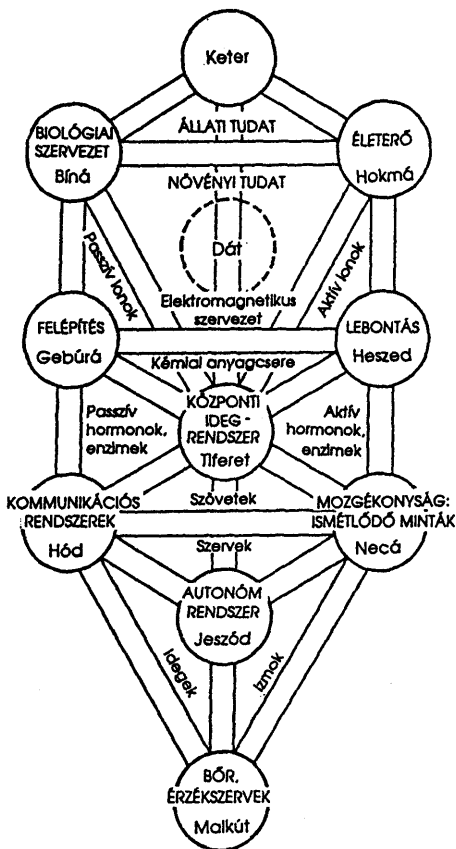 Keter
BIOLÓGIAI
SZERVEZET
Bíná
ÁLLATI TUDAT
ÉLETERŐ
Hokmá
NÖVÉNYI TUDAT
Dát
Passzív Ionok
Aktív Ionok
Elektromagnetikus
szervezet
FELÉPÍTÉS
Gebúrá
LEBONTÁS
Heszed
Kémiai anyagcsere
KÖZPONTI
IDEG-
RENDSZER
Tiferet
Passzív
hormonok,
enzimek
Aktív
hormonok,
enzimek
KOMMUNIKÁCIÓS
RENDSZEREK
Hód
Szövetek
MOZGÉKONYSÁG:
ISMÉTLŐDŐ MINTÁK
Necá
Szervek
AUTONÓM
RENDSZER
Jeszód
Idegek
Izmok
BŐR,
ÉRZÉKSZERVEK
Malkút